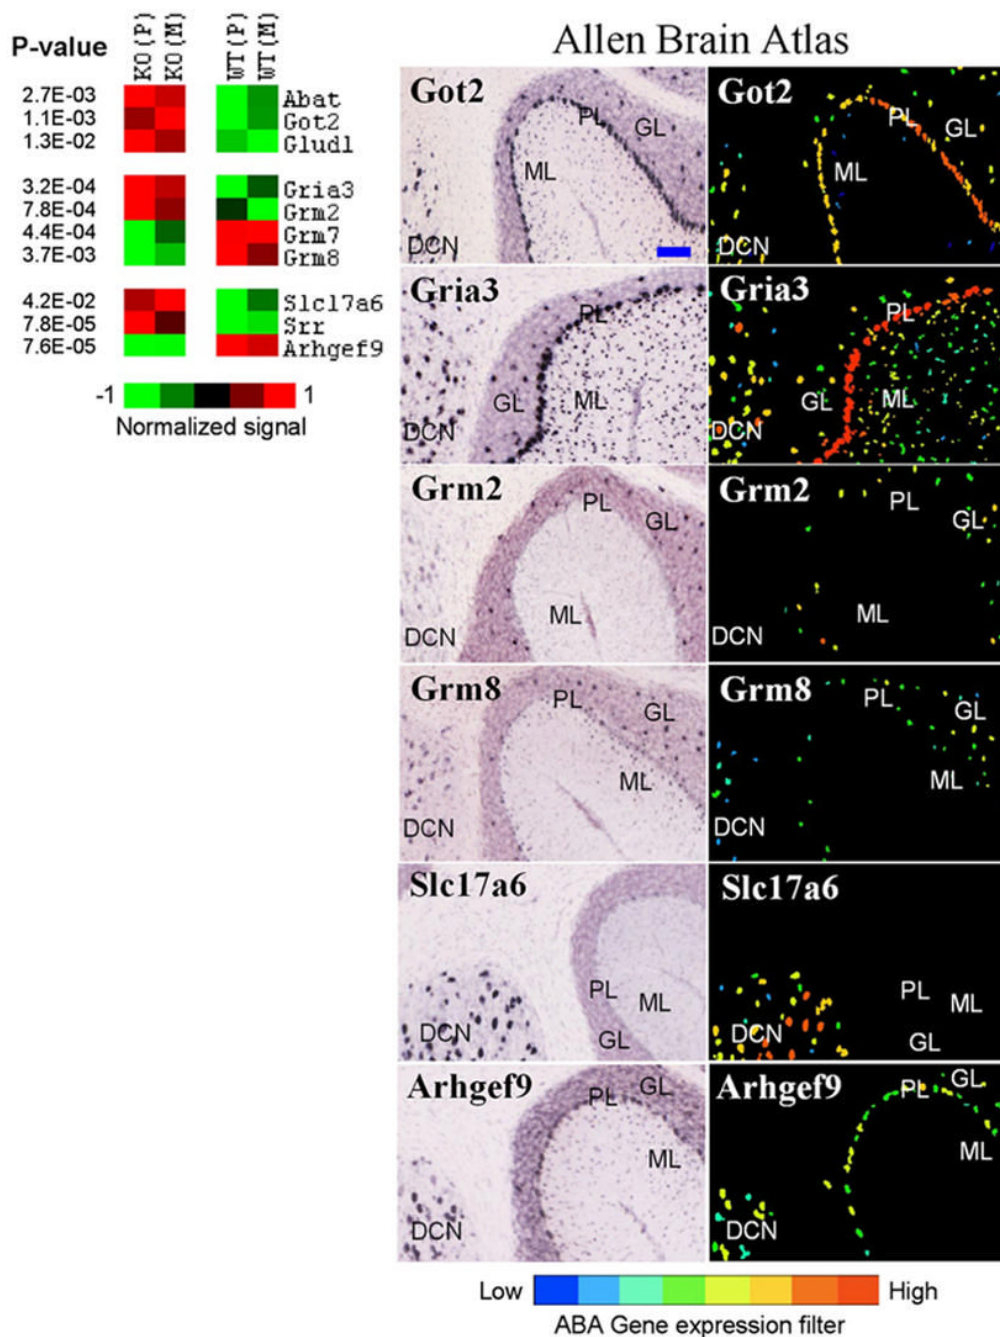 P-value
KO(P)
KO(M)
WT(P)
WT(M)
2.7E-03 Abat
1.1E-03 Got2
1.3E-02 Glud1
3.2E-04 Gria3
7.8E-04 Grm2
4.4E-04 Grm7
3.7E-03 Grm8
4.2E-02 Slc17a6
7.8E-05 Srr
7.6E-05 Arhgef9
-1 1
Normalized signal
Allen Brain Atlas
Got2
PL
GL
ML
DCN
Got2
PL
GL
ML
DCN
Gria3
PL
GL
ML
DCN
Gria3
PL
GL
ML
DCN
Grm2
PL
GL
ML
DCN
Grm2
PL
GL
ML
DCN
Grm8
PL
GL
ML
DCN
Grm8
PL
GL
ML
DCN
Slc17a6
PL
ML
DCN
GL
Slc17a6
PL
ML
DCN
GL
Arhgef9
GL
PL
ML
DCN
Arhgef9
GL
PL
ML
DCN
Low High
ABA Gene expression filter